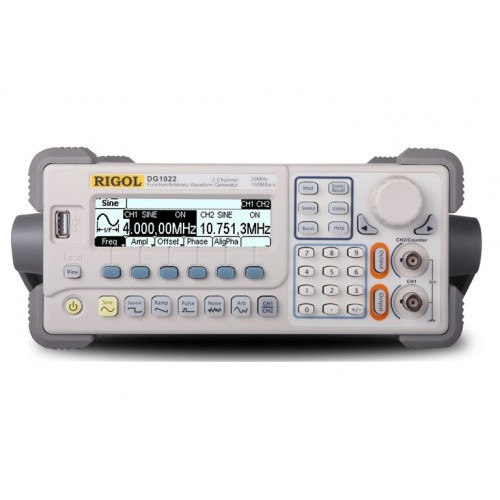 RIGOL DG1022 2 Channel 20MHz
Function/Arbitrary Waveform Generator 100MSa/s
Sine CH1 CH2
CH1 SINE ON CH2 SINE ON
4.000,00MHz 10.751,3MHz
Freq Ampl Offset Phase AligPha
Local
View
Sine Square Ramp Pulse Noise Arb CH1
CH2
Mod Store/
Recall
Sweep Utility
Burst Help
7 8 9
4 5 6
1 2 3
0 . +/-
Output
Output
CH2/Counter
CH1